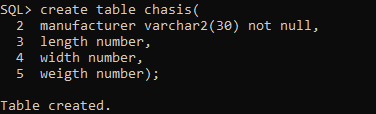 SQL> create table chasis(
2 manufacturer varchar2(30) not null,
3 length number,
4 width number,
5 weigth number);
Table created.